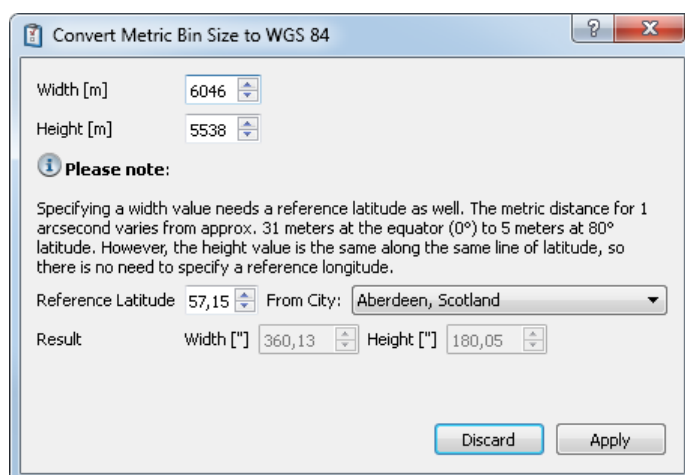 Convert Metric Bin Size to WGS 84
Width [m] 6046
Height [m] 5538
Please note:
Specifying a width value needs a reference latitude as well. The metric distance for 1
arcsecond varies from approx. 31 meters at the equator (0°) to 5 meters at 80°
latitude. However, the height value is the same along the same line of latitude, so
there is no need to specify a reference longitude.
Reference Latitude 57,15 From City: Aberdeen, Scotland
Result Width ["] 360,13 Height ["] 180,05
Discard Apply